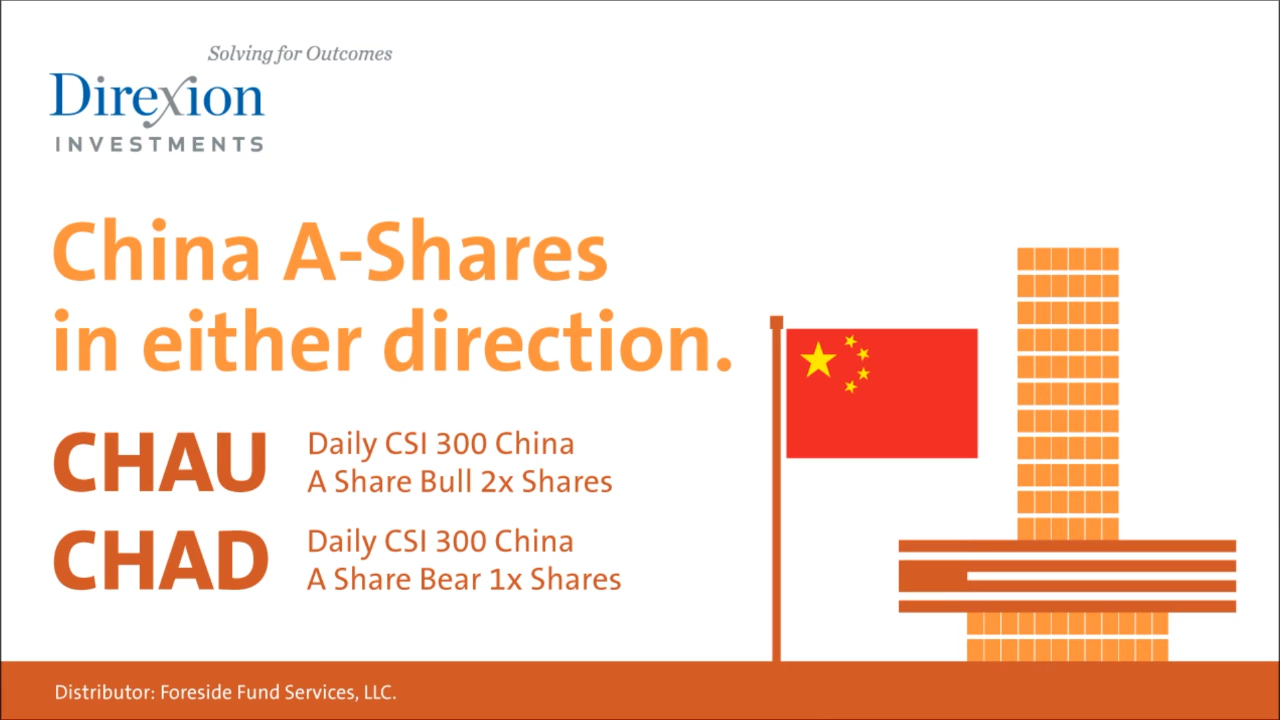 Solving for Outcomes
Direxion
INVESTMENTS
China A-Shares
in either direction.
CHAU
Daily CSI 300 China
A Share Bull 2x Shares
CHAD
Daily CSI 300 China
A Share Bear 1x Shares
Distributor: Foreside Fund Services, LLC.